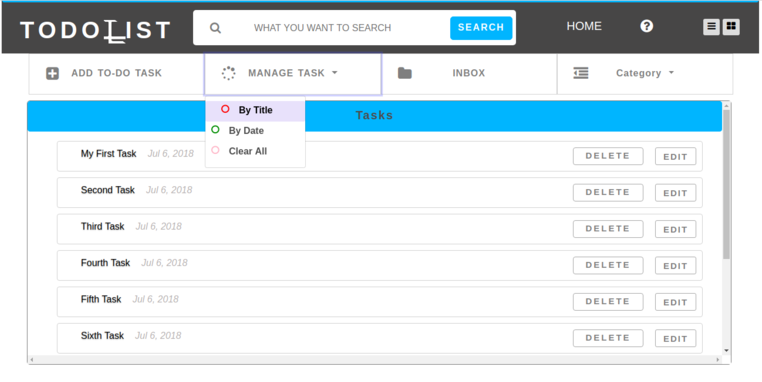 TODOLIST
WHAT YOU WANT TO SEARCH
SEARCH
HOME
ADD TO-DO TASK
MANAGE TASK
INBOX
Category
By Title
By Date
Clear All
Tasks
My First Task Jul 6, 2018 DELETE EDIT
Second Task Jul 6, 2018 DELETE EDIT
Third Task Jul 6, 2018 DELETE EDIT
Fourth Task Jul 6, 2018 DELETE EDIT
Fifth Task Jul 6, 2018 DELETE EDIT
Sixth Task Jul 6, 2018 DELETE EDIT